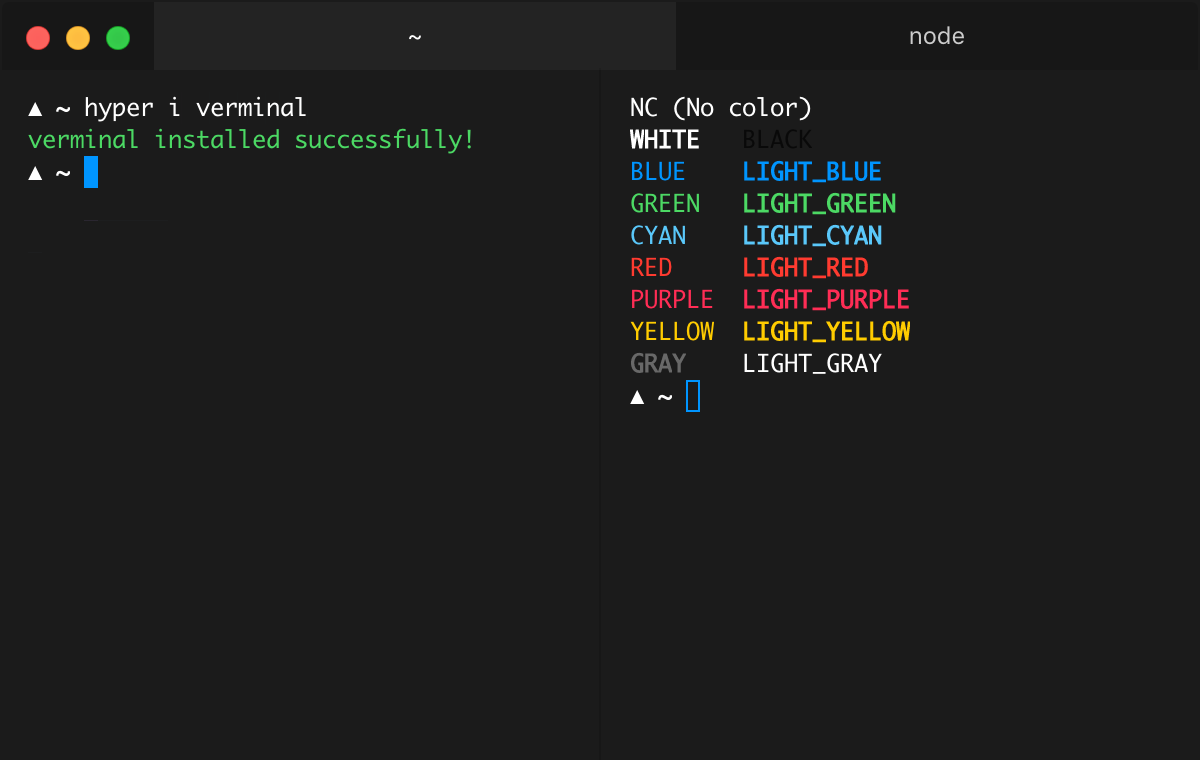 ~
node
▲ ~ hyper i verminal
verminal installed successfully!
▲ ~
NC (No color)
WHITE BLACK
BLUE LIGHT_BLUE
GREEN LIGHT_GREEN
CYAN LIGHT_CYAN
RED LIGHT_RED
PURPLE LIGHT_PURPLE
YELLOW LIGHT_YELLOW
GRAY LIGHT_GRAY
▲ ~